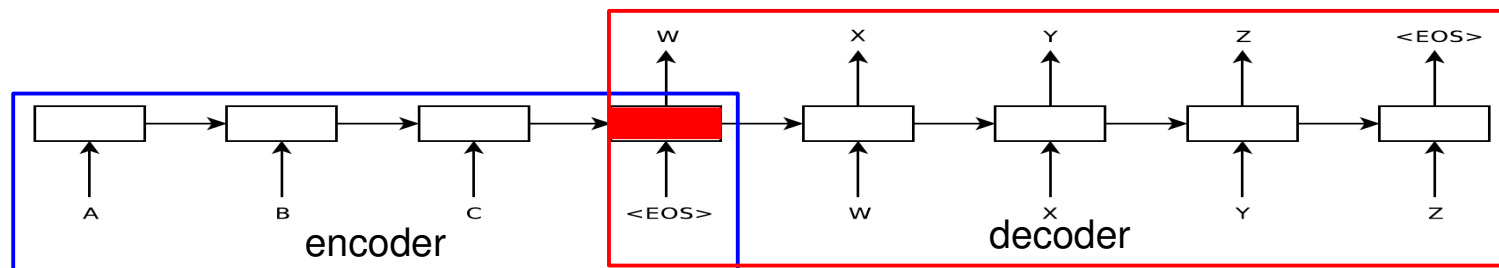 W X Y Z <EOS>
A B C <EOS> W X Y Z
encoder decoder